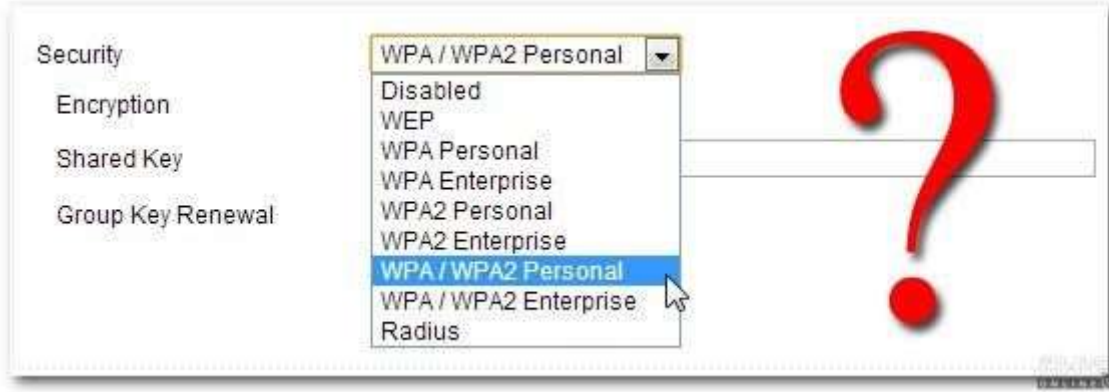 Security
WPA / WPA2 Personal
Disabled
Encryption
WEP
Shared Key
WPA Personal
WPA Enterprise
Group Key Renewal
WPA2 Personal
WPA2 Enterprise
WPA / WPA2 Personal
WPA / WPA2 Enterprise
Radius
?